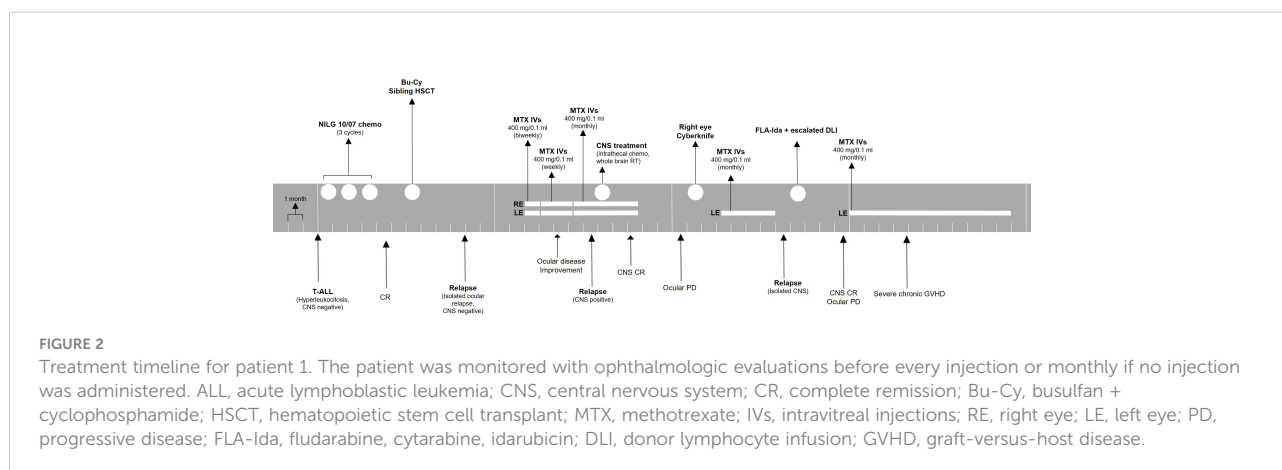 Bu-Cy
Sibling HSCT
NILG 10/07 chemo
(3 cycles)
MTX IVs
400 mg/0.1 ml
(biweekly)
MTX IVs
400 mg/0.1 ml
(weekly)
MTX IVs
400 mg/0.1 ml
(monthly)
CNS treatment
(intrathecal chemo,
whole brain RT)
Right eye
Cyberknife
MTX IVs
400 mg/0.1 ml
(monthly)
FLA-Ida + escalated DLI
MTX IVs
400 mg/0.1 ml
(monthly)
1 month
RE
LE
LE
LE
T-ALL
(Hyperleukocitosis,
CNS negative)
CR
Relapse
(Isolated ocular
relapse,
CNS negative)
Ocular disease
Improvement
Relapse
(CNS positive)
CNS CR
Ocular PD
Relapse
(Isolated CNS)
CNS CR
Ocular PD
Severe chronic GVHD
FIGURE 2
Treatment timeline for patient 1. The patient was monitored with ophthalmologic evaluations before every injection or monthly if no injection
was administered. ALL, acute lymphoblastic leukemia; CNS, central nervous system; CR, complete remission; Bu-Cy, busulfan +
cyclophosphamide; HSCT, hematopoietic stem cell transplant; MTX, methotrexate; IVs, intravitreal injections; RE, right eye; LE, left eye; PD,
progressive disease; FLA-Ida, fludarabine, cytarabine, idarubicin; DLI, donor lymphocyte infusion; GVHD, graft-versus-host disease.